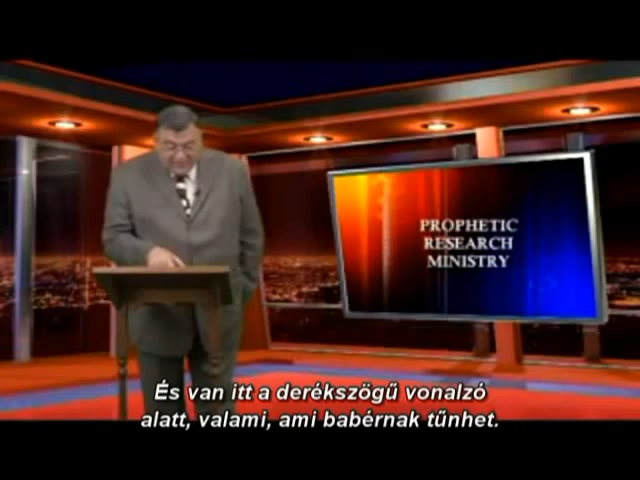 PROPHETIC
RESEARCH
MINISTRY
És van itt a derékszögű vonalzó
alatt, valami, ami babérnak tűnhet.